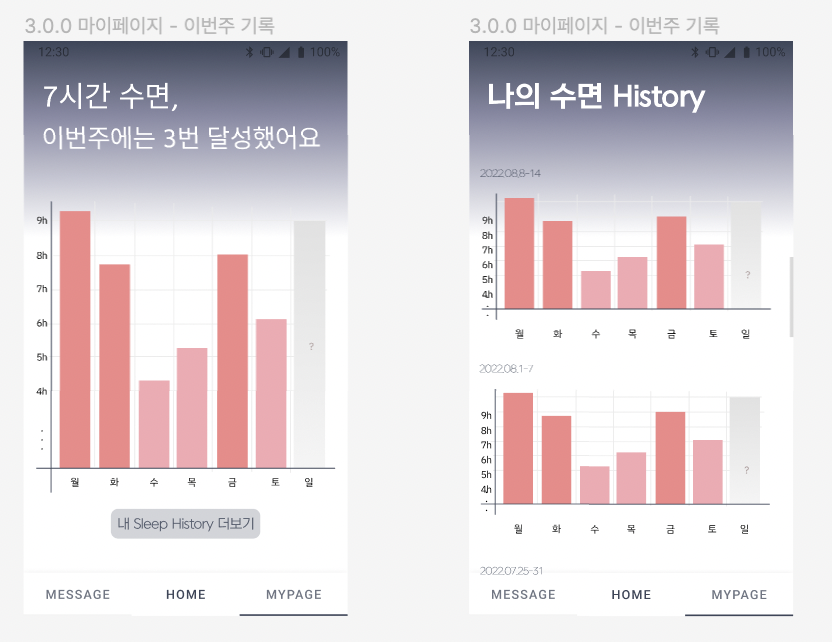 3.0.0 마이페이지 - 이번주 기록
12:30
100%
7시간 수면,
이번주에는 3번 달성했어요
9h
8h
7h
6h
5h
4h
?
월 화 수 목 금 토 일
내 Sleep History 더보기
MESSAGE HOME MYPAGE
3.0.0 마이페이지 - 이번주 기록
12:30
100%
나의 수면 History
2022.08.8-14
9h
8h
7h
6h
5h
4h
?
월 화 수 목 금 토 일
2022.08.1-7
9h
8h
7h
6h
5h
4h
?
월 화 수 목 금 토 일
2022.07.25-31
MESSAGE HOME MYPAGE